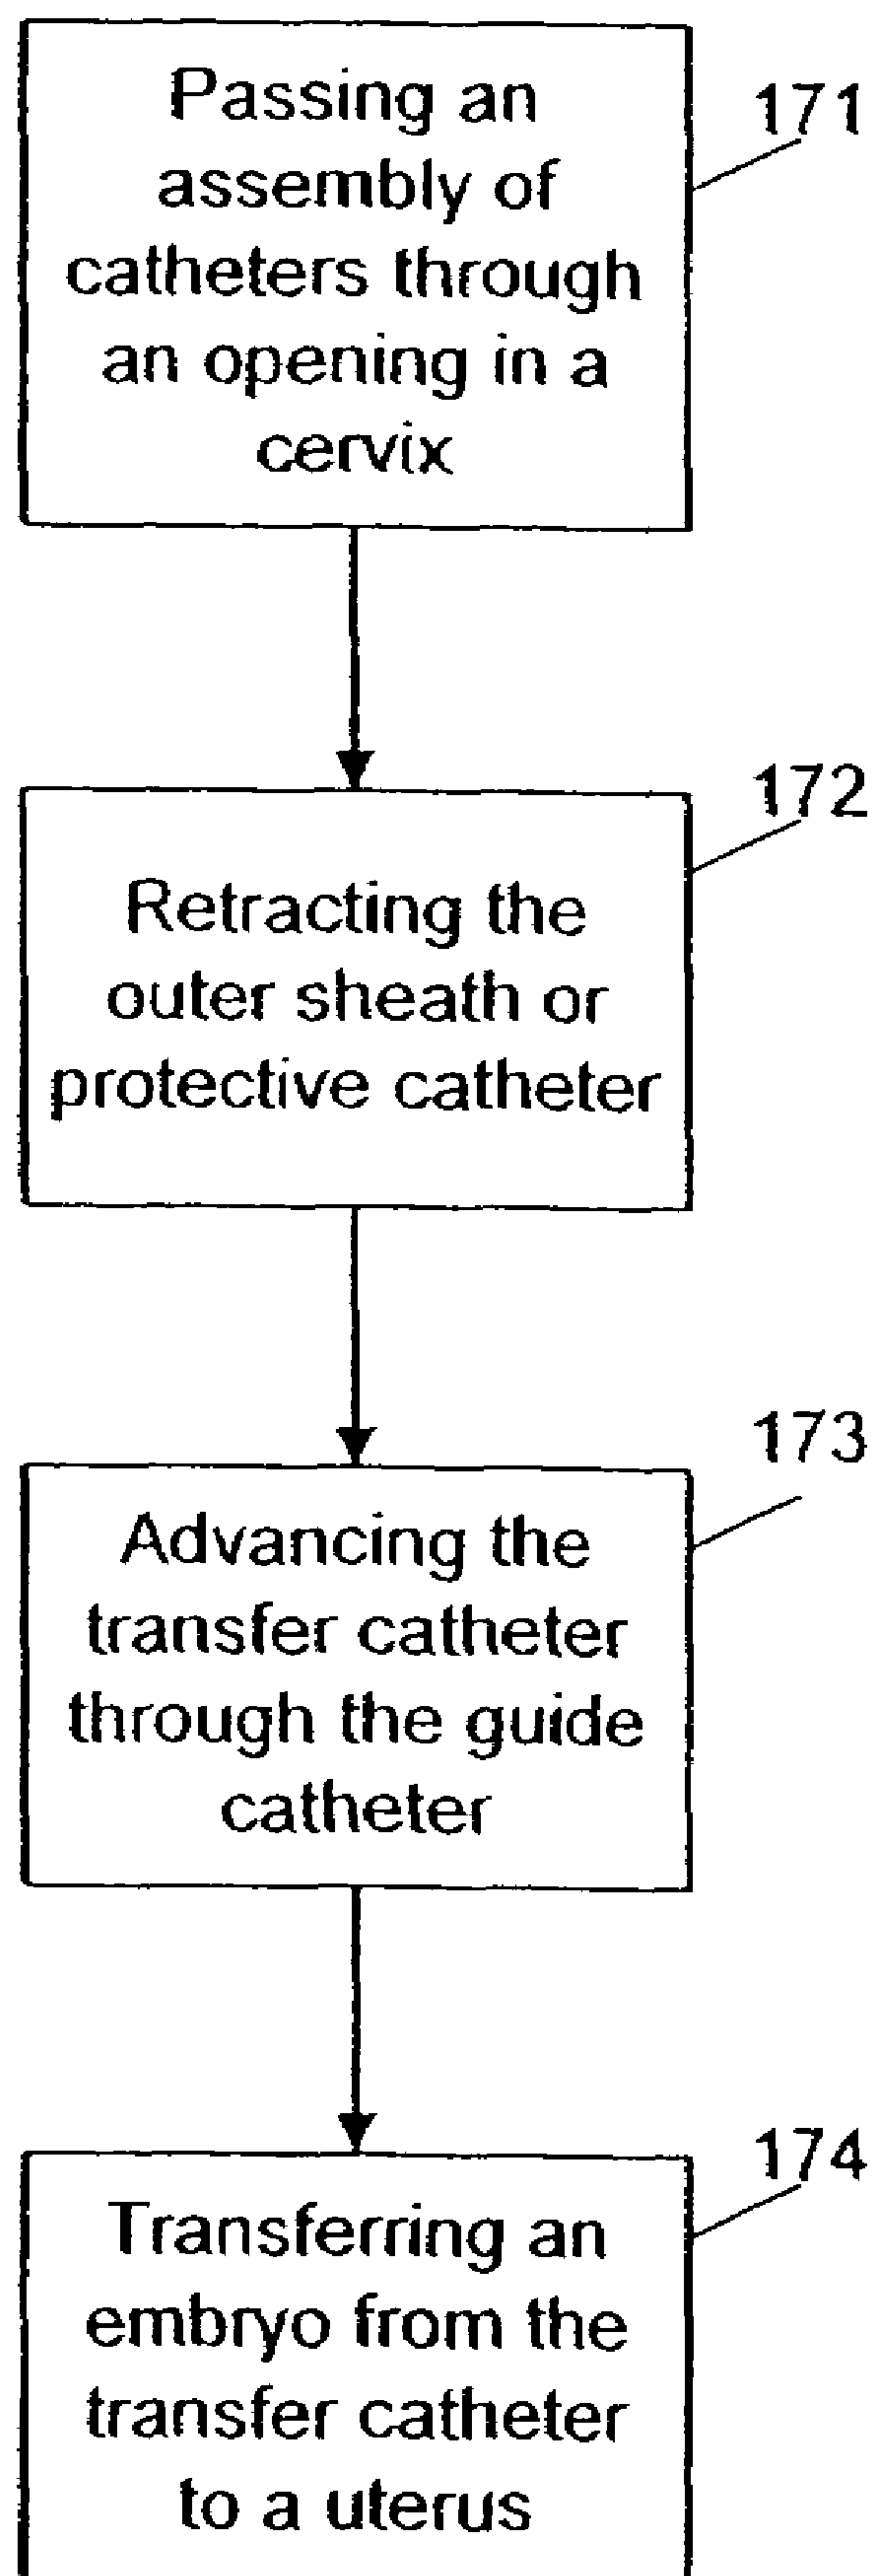 Passing an
assembly of
catheters through
an opening in a
cervix
171
Retracting the
outer sheath or
protective catheter
172
Advancing the
transfer catheter
through the guide
catheter
173
Transferring an
embryo from the
transfer catheter
to a uterus
174